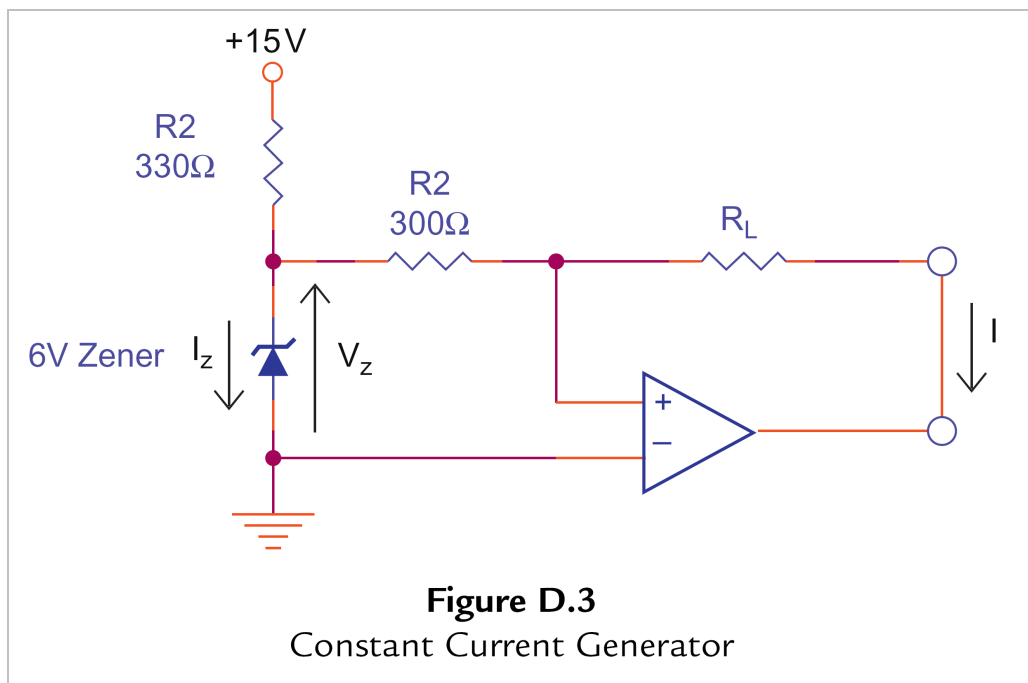 +15V
R2
330Ω
R2
300Ω
RL
6V Zener
Iz
Vz
I
+
−
Figure D.3
Constant Current Generator